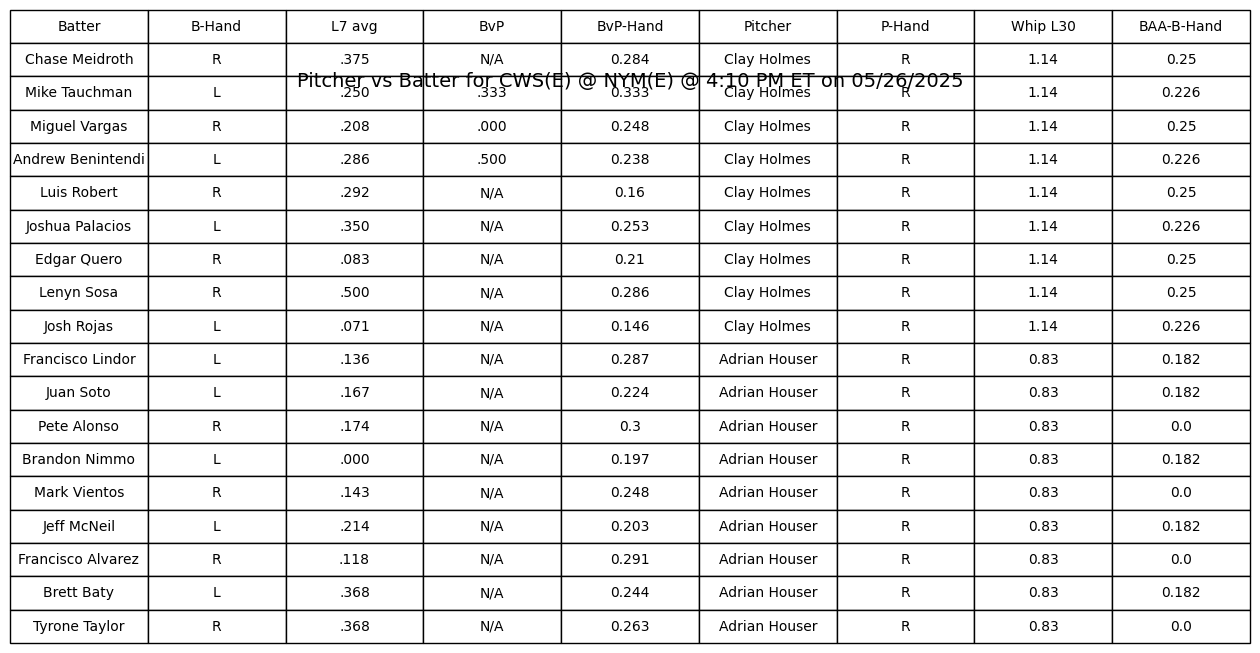 Batter B-Hand L7 avg BvP BvP-Hand Pitcher P-Hand Whip L30 BAA-B-Hand
Chase Meidroth R .375 N/A 0.284 Clay Holmes R 1.14 0.25
Pitcher vs Batter for CWS(E) @ NYM(E) @ 4:10 PM ET on 05/26/2025
Mike Tauchman L .250 .333 0.333 Clay Holmes R 1.14 0.226
Miguel Vargas R .208 .000 0.248 Clay Holmes R 1.14 0.25
Andrew Benintendi L .286 .500 0.238 Clay Holmes R 1.14 0.226
Luis Robert R .292 N/A 0.16 Clay Holmes R 1.14 0.25
Joshua Palacios L .350 N/A 0.253 Clay Holmes R 1.14 0.226
Edgar Quero R .083 N/A 0.21 Clay Holmes R 1.14 0.25
Lenyn Sosa R .500 N/A 0.286 Clay Holmes R 1.14 0.25
Josh Rojas L .071 N/A 0.146 Clay Holmes R 1.14 0.226
Francisco Lindor L .136 N/A 0.287 Adrian Houser R 0.83 0.182
Juan Soto L .167 N/A 0.224 Adrian Houser R 0.83 0.182
Pete Alonso R .174 N/A 0.3 Adrian Houser R 0.83 0.0
Brandon Nimmo L .000 N/A 0.197 Adrian Houser R 0.83 0.182
Mark Vientos R .143 N/A 0.248 Adrian Houser R 0.83 0.0
Jeff McNeil L .214 N/A 0.203 Adrian Houser R 0.83 0.182
Francisco Alvarez R .118 N/A 0.291 Adrian Houser R 0.83 0.0
Brett Baty L .368 N/A 0.244 Adrian Houser R 0.83 0.182
Tyrone Taylor R .368 N/A 0.263 Adrian Houser R 0.83 0.0